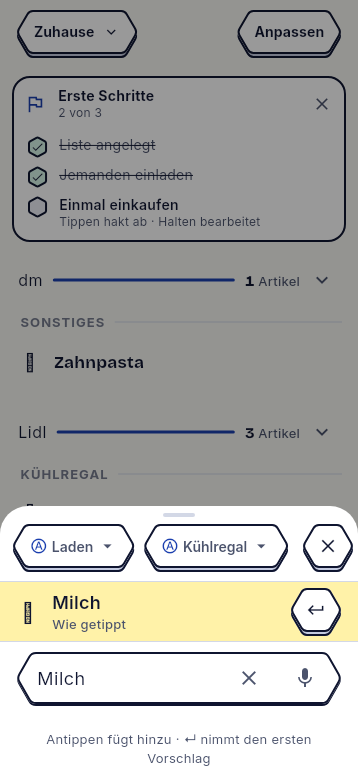 Zuhause
Anpassen
Erste Schritte
2 von 3
Liste angelegt
Jemanden einladen
Einmal einkaufen
Tippen hakt ab · Halten bearbeitet
dm
1 Artikel
SONSTIGES
Zahnpasta
Lidl
3 Artikel
KÜHLREGAL
Laden
Kühlregal
Milch
Wie getippt
Milch
Antippen fügt hinzu · ↵ nimmt den ersten
Vorschlag